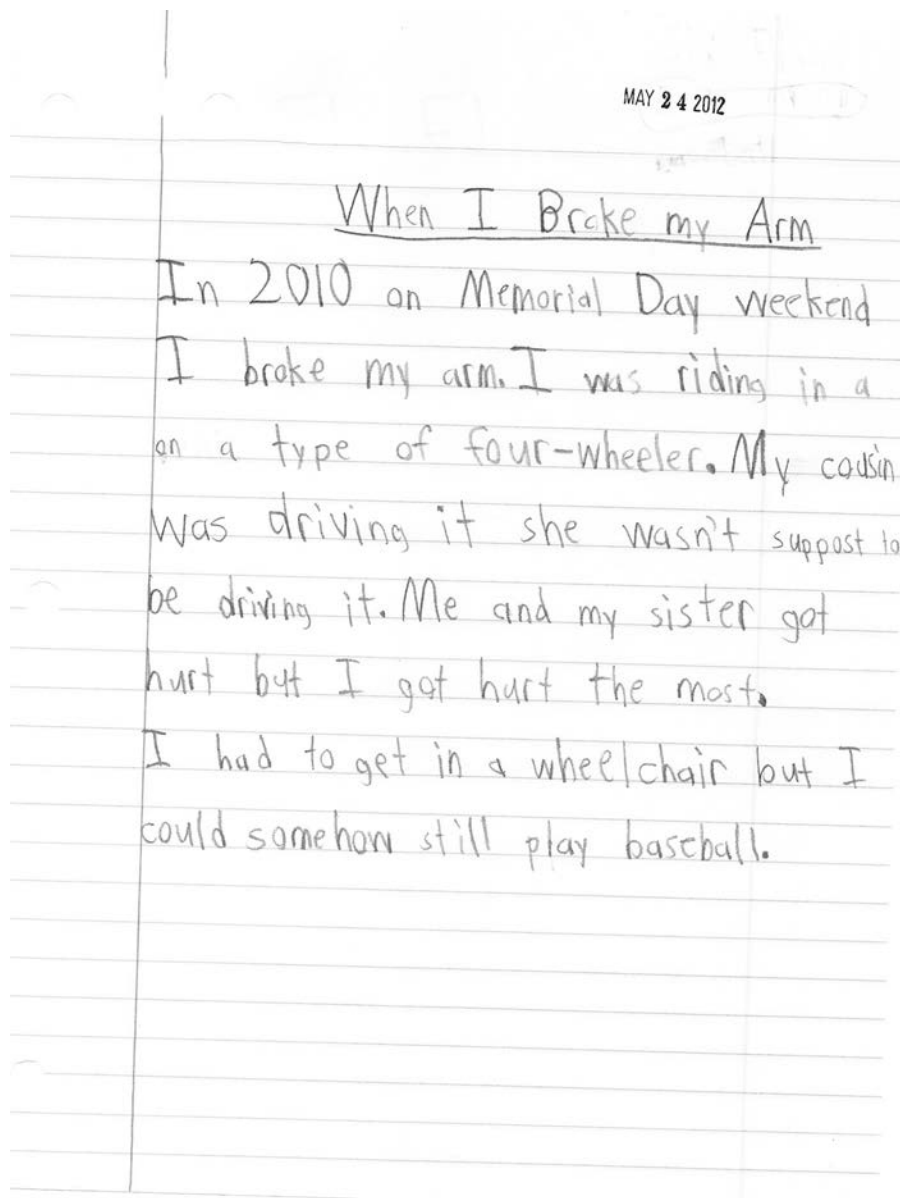 MAY 24 2012
When I Broke my Arm
In 2010 on Memorial Day weekend
I broke my arm. I was riding in a
on a type of four-wheeler. My cousin
was driving it she wasn't suppost to
be driving it. Me and my sister got
hurt but I got hurt the most.
I had to get in a wheelchair but I
could somehow still play baseball.